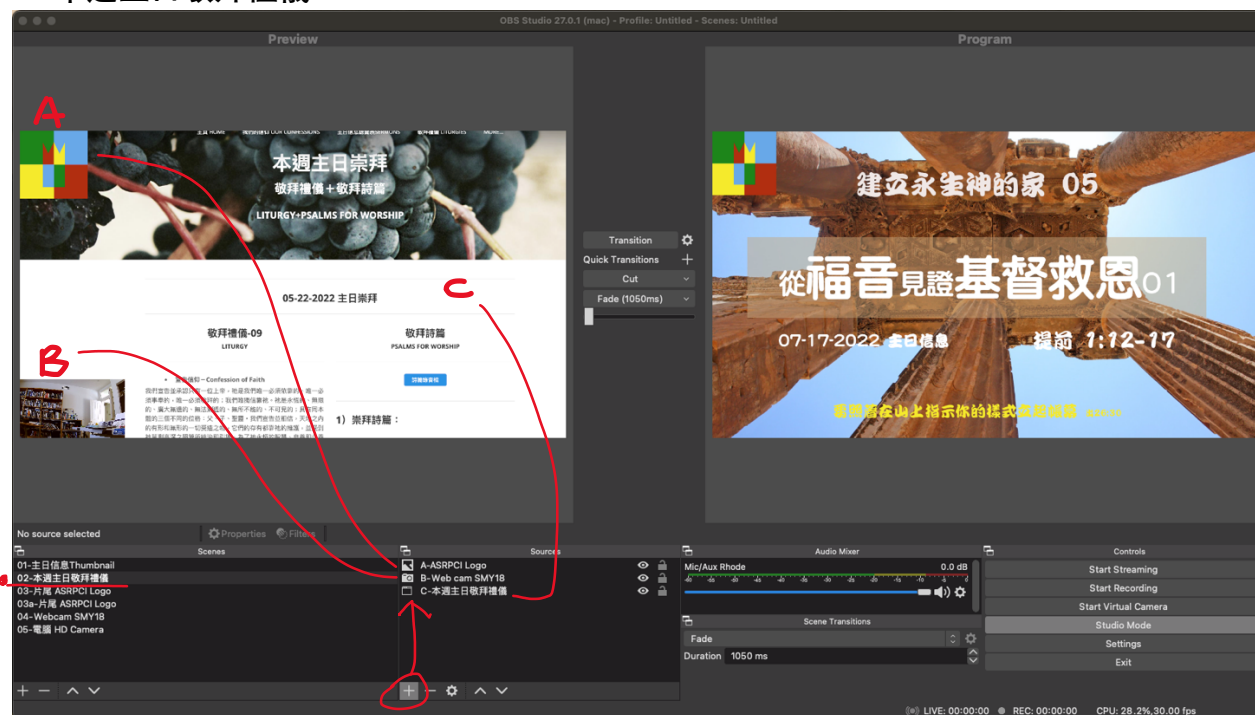 OBS Studio 27.0.1 (mac) - Profile: Untitled - Scenes: Untitled
Preview
Program
A
主頁 HOME
本週主日崇拜
敬拜禮儀+敬拜詩篇
LITURGY+PSALMS FOR WORSHIP
05-22-2022 主日崇拜
C
敬拜禮儀-09
LITURGY
敬拜詩篇
PSALMS FOR WORSHIP
B
Confession of Faith
1) 崇拜詩篇：
Transition
Quick Transitions
Cut
Fade (1050ms)
建立永生神的家 05
從福音見證基督救恩01
07-17-2022 主日信息
提前 1:12-17
No source selected
Properties
Filters
Scenes
01-主日信息Thumbnail
02-本週主日敬拜禮儀
03-片尾 ASRPCI Logo
03a-片尾 ASRPCI Logo
04-Webcam SMY18
05-電腦 HD Camera
Sources
A-ASRPCI Logo
B-Web cam SMY18
C-本週主日敬拜禮儀
Audio Mixer
Mic/Aux Rhode
0.0 dB
Scene Transitions
Fade
Duration 1050 ms
Controls
Start Streaming
Start Recording
Start Virtual Camera
Studio Mode
Settings
Exit
LIVE: 00:00:00
REC: 00:00:00
CPU: 28.2%,30.00 fps